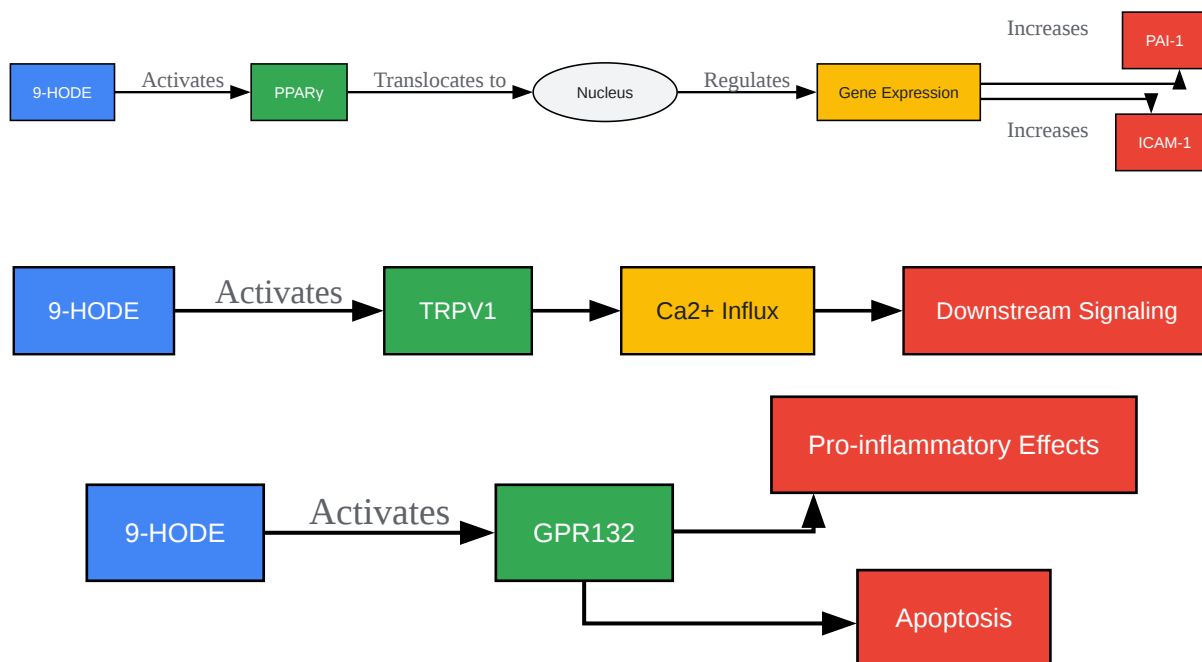 Increases
PAI-1
9-HODE
Activates
PPARγ
Translocates to
Nucleus
Regulates
Gene Expression
Increases
ICAM-1
9-HODE
Activates
TRPV1
Ca2+ Influx
Downstream Signaling
Pro-inflammatory Effects
9-HODE
Activates
GPR132
Apoptosis